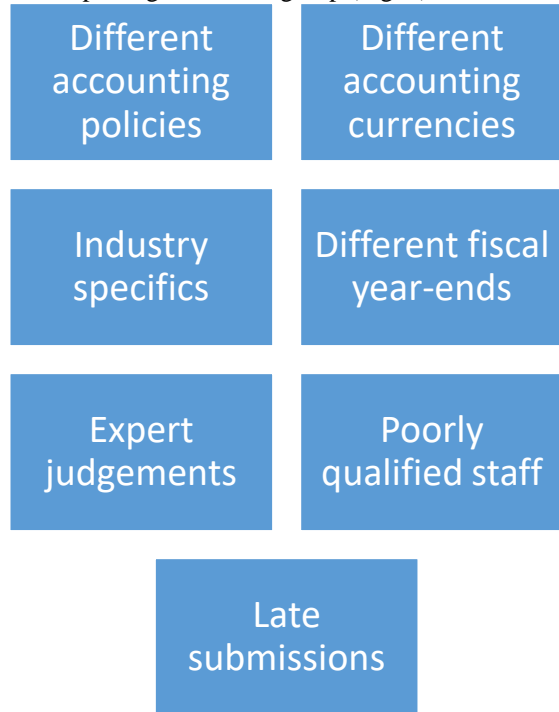 Different
accounting
policies
Different
accounting
currencies
Industry
specifics
Different fiscal
year-ends
Expert
judgements
Poorly
qualified staff
Late
submissions